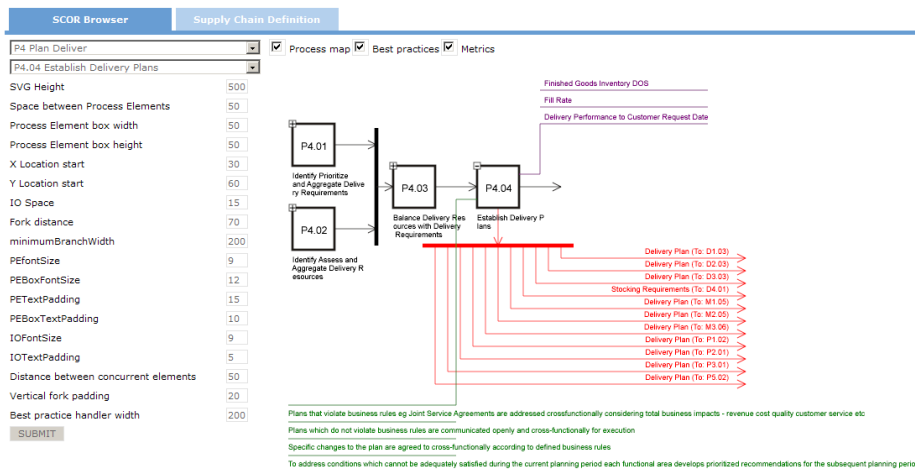 SCOR Browser
Supply Chain Definition
P4 Plan Deliver
Process map
Best practices
Metrics
P4.04 Establish Delivery Plans
SVG Height 500
Space between Process Elements 50
Process Element box width 50
Process Element box height 50
X Location start 30
Y Location start 60
IO Space 15
Fork distance 70
minimumBranchWidth 200
PEfontSize 9
PEBoxFontSize 12
PETextPadding 15
PEBoxTextPadding 10
IOFontSize 9
IOTextPadding 5
Distance between concurrent elements 50
Vertical fork padding 20
Best practice handler width 200
SUBMIT
Finished Goods Inventory DOS
Fill Rate
Delivery Performance to Customer Request Date
P4.01
Identify Prioritize
and Aggregate Delive
ry Requirements
P4.02
Identify Assess and
Aggregate Delivery R
esources
P4.03
Balance Delivery Res
ources with Delivery
Requirements
P4.04
Establish Delivery P
lans
Delivery Plan (To: D1.03)
Delivery Plan (To: D2.03)
Delivery Plan (To: D3.03)
Stocking Requirements (To: D4.01)
Delivery Plan (To: M1.05)
Delivery Plan (To: M2.05)
Delivery Plan (To: M3.06)
Delivery Plan (To: P1.02)
Delivery Plan (To: P2.01)
Delivery Plan (To: P3.01)
Delivery Plan (To: P5.02)
Plans that violate business rules eg Joint Service Agreements are addressed crossfunctionally considering total business impacts - revenue cost quality customer service etc
Plans which do not violate business rules are communicated openly and cross-functionally for execution
Specific changes to the plan are agreed to cross-functionally according to defined business rules
To address conditions which cannot be adequately satisfied during the current planning period each functional area develops prioritized recommendations for the subsequent planning perio